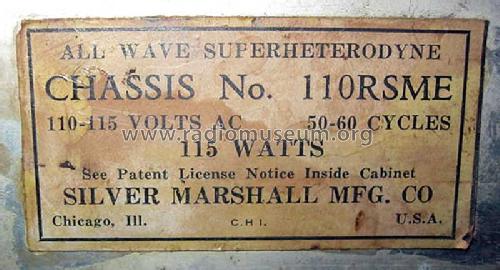 ALL WAVE SUPERHETERODYNE
CHASSIS No. 110RSME
110-115 VOLTS AC 50-60 CYCLES
www.radiomuseum.org
115 WATTS
See Patent License Notice Inside Cabinet
SILVER MARSHALL MFG. CO
Chicago, Ill. C.H.I. U.S.A.